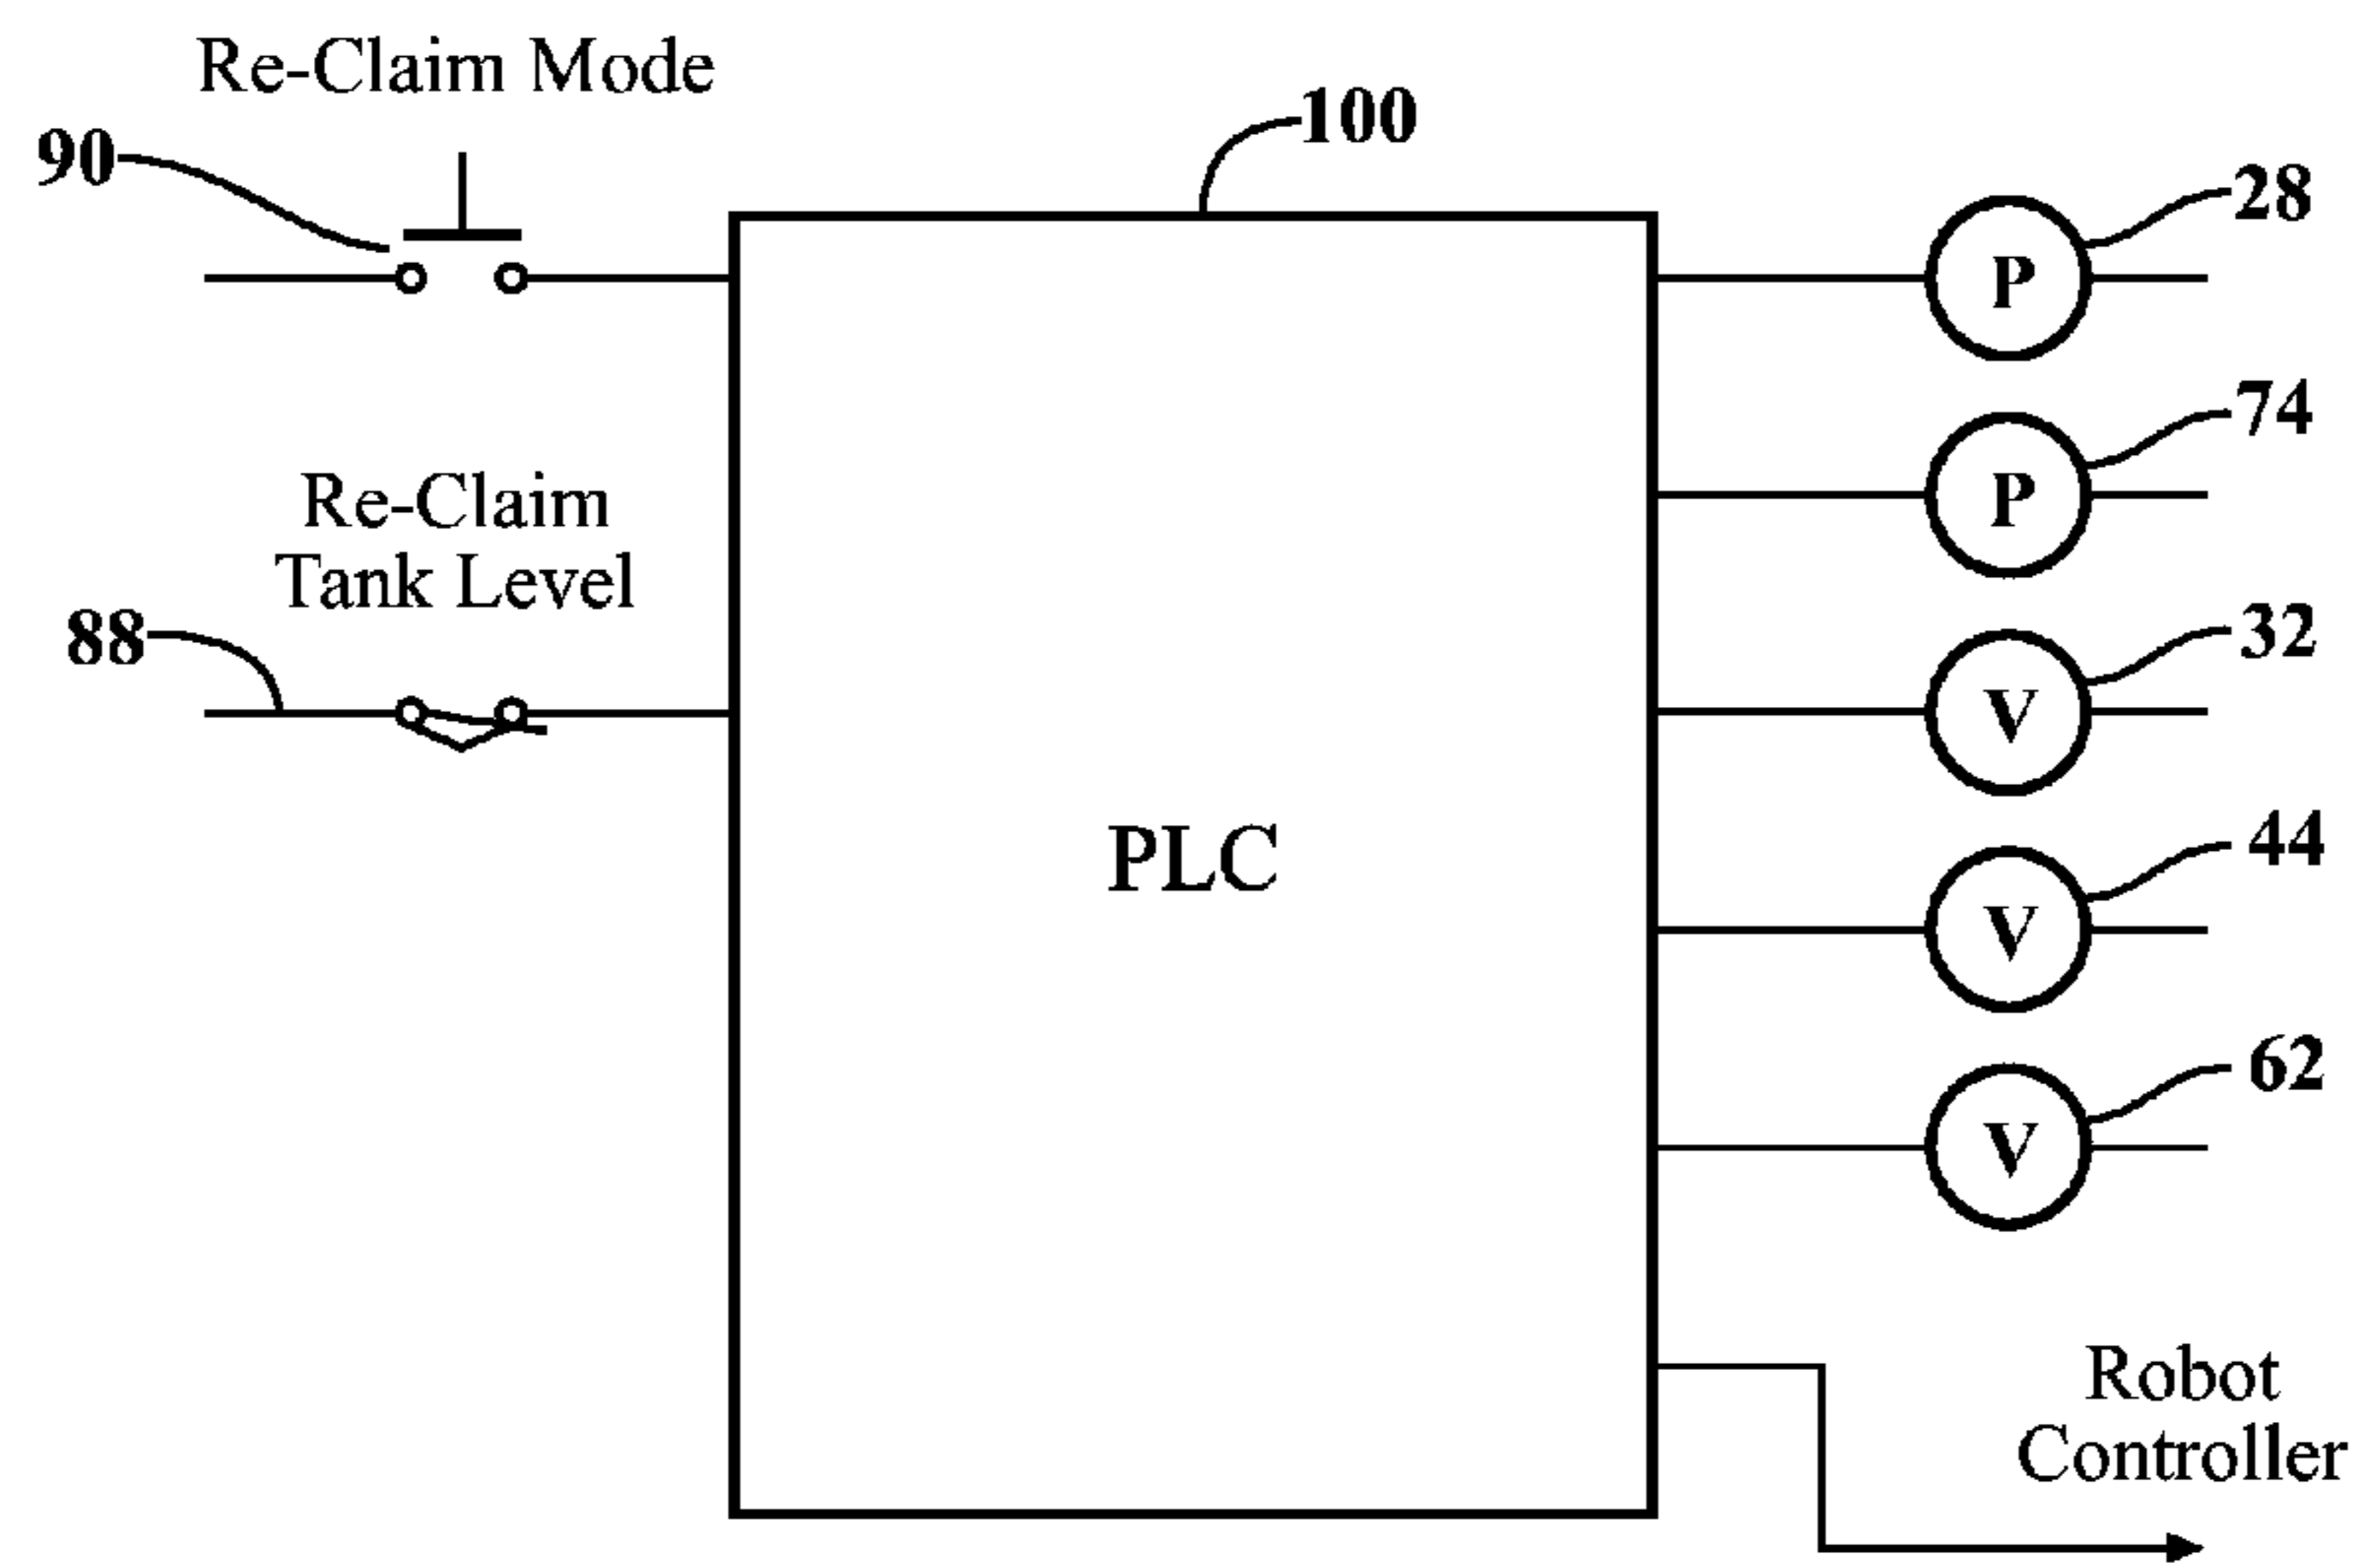 Re-Claim Mode
90
100
28
P
74
P
Re-Claim
Tank Level
88
32
V
44
V
PLC
62
V
Robot
Controller